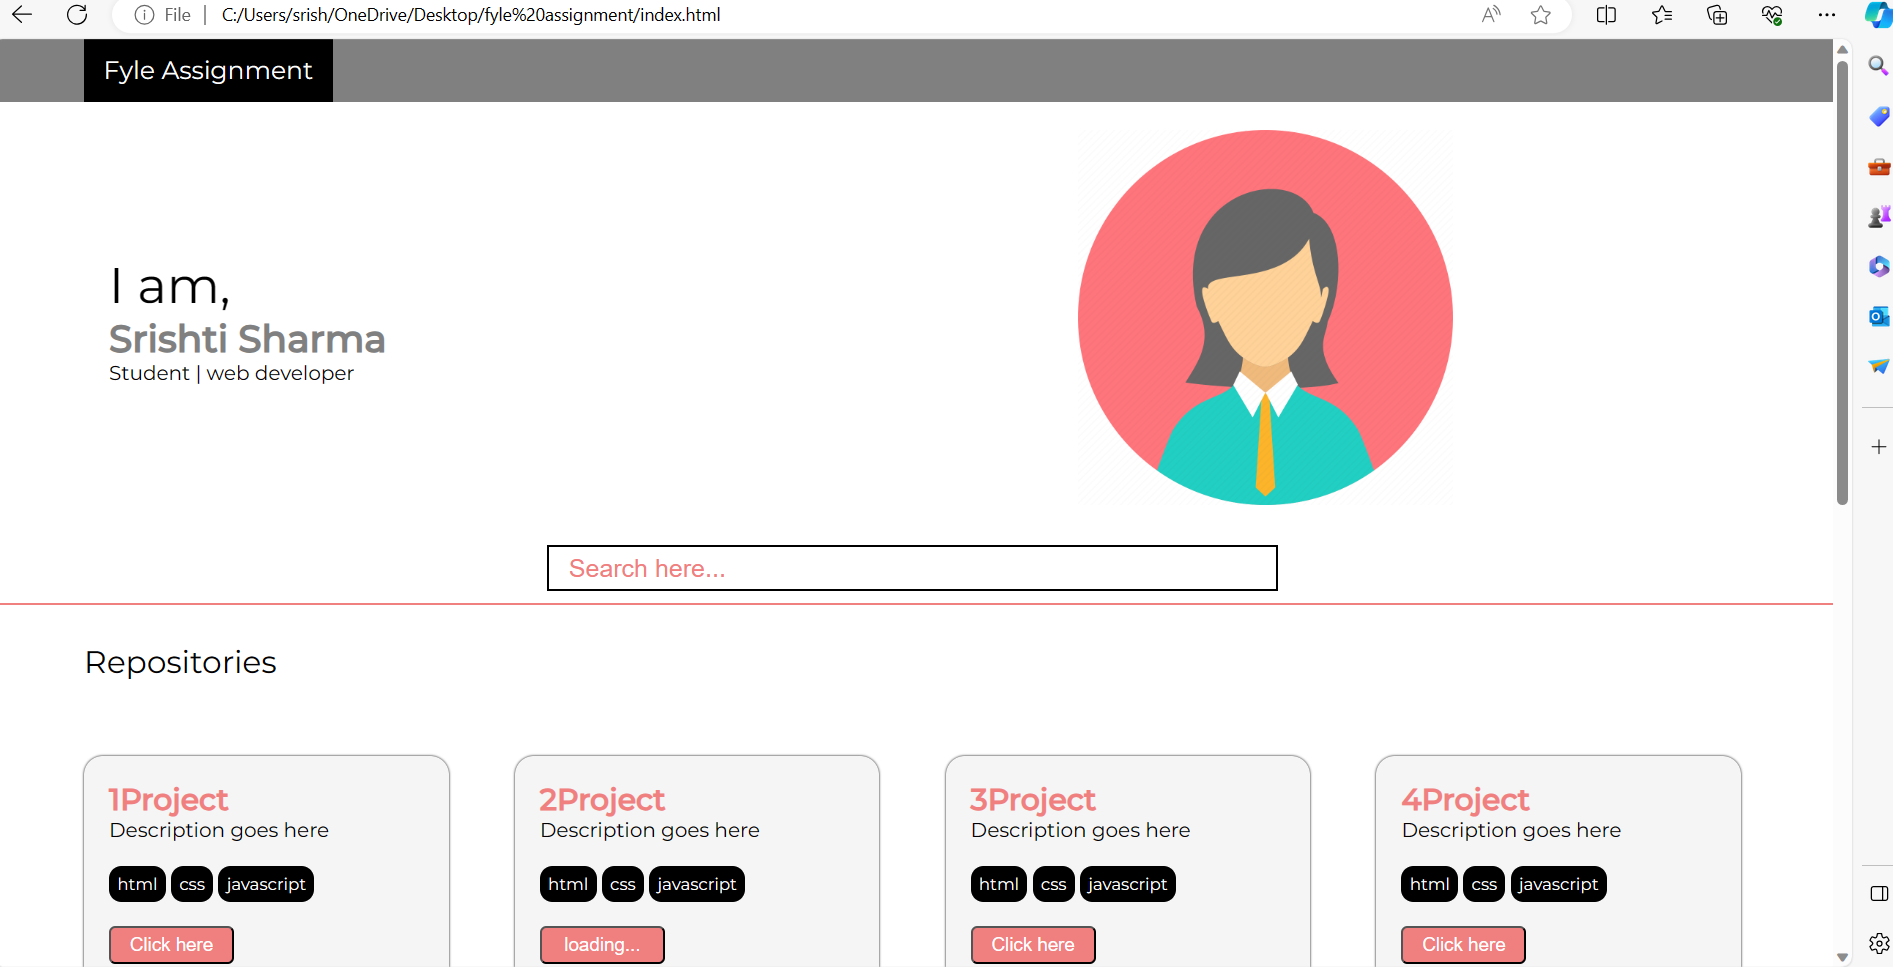 File | C:/Users/srish/OneDrive/Desktop/fyle%20assignment/index.html
Fyle Assignment
I am,
Srishti Sharma
Student | web developer
Search here...
Repositories
1Project
Description goes here
html css javascript
Click here
2Project
Description goes here
html css javascript
loading...
3Project
Description goes here
html css javascript
Click here
4Project
Description goes here
html css javascript
Click here